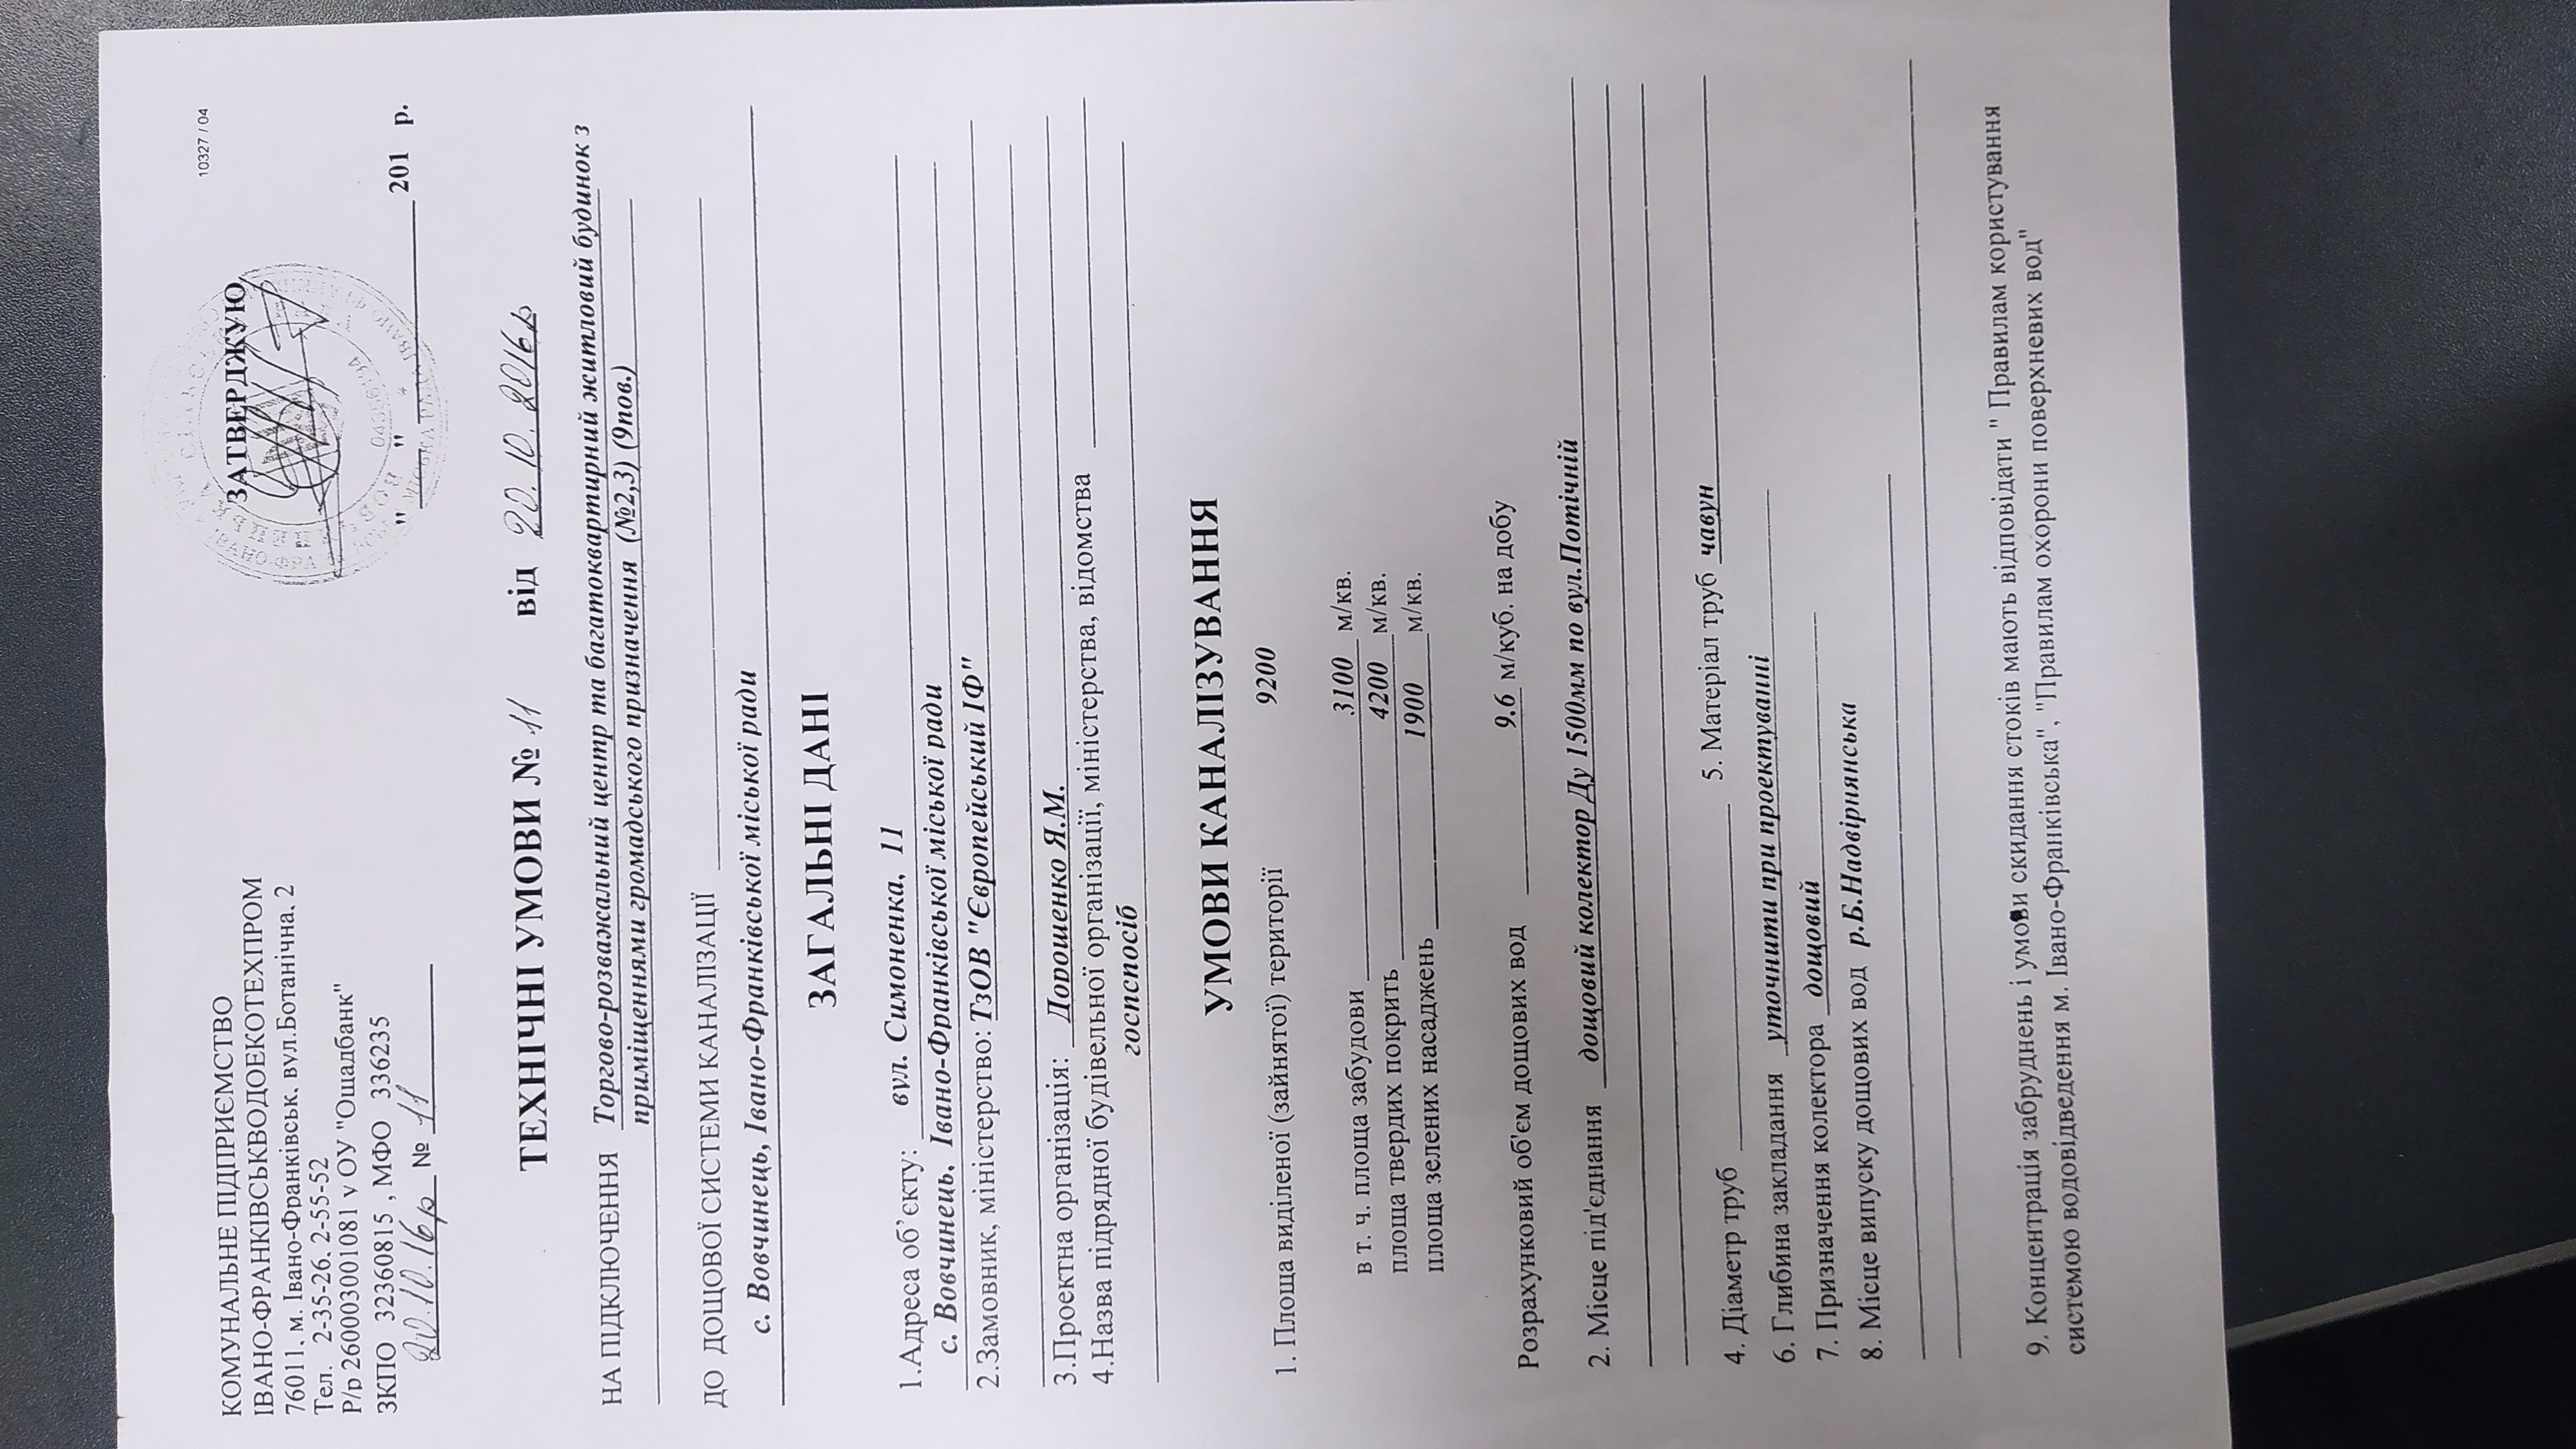 10327 / 04
КОМУНАЛЬНЕ ПІДПРИЄМСТВО
ІВАНО-ФРАНКІВСЬКВОДОЕКОТЕХПРОМ
76011. м. Івано-Франківськ, вул.Ботанічна. 2
Тел. 2-35-26. 2-55-52
Р/р 26000300101081 у ОУ "Ощадбанк"
ЗКПО 32360815 , МФО 336235
20.10.16р № 11
ЗАТВЕРДЖУЮ
" " 201 р.
ТЕХНІЧНІ УМОВИ № 11 від 20.10.2016р
НА ПІДКЛЮЧЕННЯ Торгово-розважальний центр та багатоквартирний житловий будинок з
приміщеннями громадського призначення (№2,3) (9пов.)
ДО ДОЩОВОЇ СИСТЕМИ КАНАЛІЗАЦІЇ
с. Вовчинець, Івано-Франківської міської ради
ЗАГАЛЬНІ ДАНІ
1.Адреса об'єкту: вул. Симоненка, 11
с. Вовчинець, Івано-Франківської міської ради
2.Замовник, міністерство: ТзОВ "Європейський ІФ"
3.Проектна організація: Дорошенко Я.М.
4.Назва підрядної будівельної організації, міністерства, відомства
госпспосіб
УМОВИ КАНАЛІЗУВАННЯ
1. Площа виділеної (зайнятої) території 9200
в т. ч. площа забудови 3100 м/кв.
площа твердих покрить 4200 м/кв.
площа зелених насаджень 1900 м/кв.
Розрахунковий об'єм дощових вод 9.6 м/куб. на добу
2. Місце під'єднання дощовий колектор Ду 1500мм по вул.Потічній
4. Діаметр труб 5. Матеріал труб чавун
6. Глибина закладання уточнити при проектуванні
7. Призначення колектора дощовий
8. Місце випуску дощових вод р.Б.Надвірнянська
9. Концентрація забруднень і умови скидання стоків мають відповідати " Правилам користування
системою водовідведення м. Івано-Франківська", "Правилам охорони поверхневих вод"